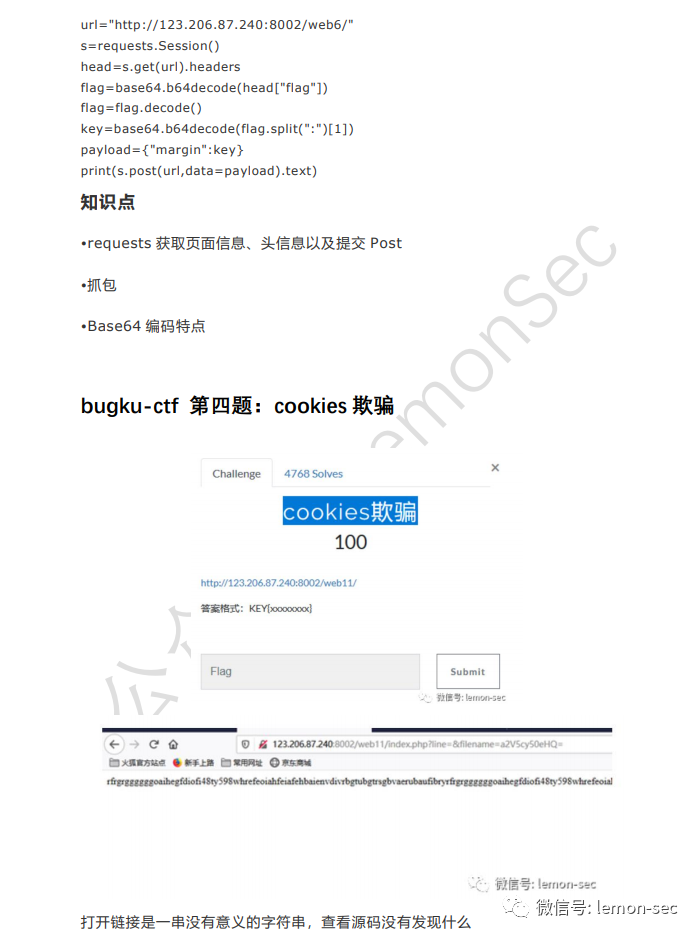 url="http://123.206.87.240:8002/web6/"
s=requests.Session()
head=s.get(url).headers
flag=base64.b64decode(head["flag"])
flag=flag.decode()
key=base64.b64decode(flag.split(":")[1])
payload={"margin":key}
print(s.post(url,data=payload).text)
知识点
•requests 获取页面信息、头信息以及提交 Post
•抓包
•Base64 编码特点
bugku-ctf 第四题：cookies 欺骗
Challenge
4768 Solves
×
cookies欺骗
100
http://123.206.87.240:8002/web11/
答案格式：KEY{xxxxxxxx}
Flag
Submit
微信号: lemon-sec
123.206.87.240:8002/web11/index.php?line=&filename=a2V5cy50eHQ=
火狐官方站点 新手上路 常用网址 京东商城
rfrgrggggggoaihegfdiofi48ty598whrefeoiahfeiafehbaienvdivrbgtubgtrsgbvaerubaufibryrfrgrggggggoaihegfdiofi48ty598whrefeoial
微信号: lemon-sec
微信号: lemon-sec
打开链接是一串没有意义的字符串，查看源码没有发现什么
公众
lemonSec